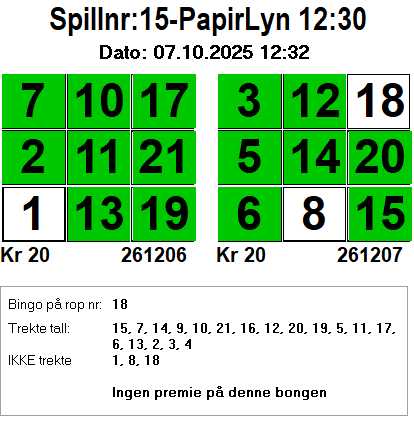 Spillnr:15-PapirLyn 12:30
Dato: 07.10.2025 12:32
7 10 17 3 12 18
2 11 21 5 14 20
1 13 19 6 8 15
Kr 20 261206 Kr 20 261207
Bingo på rop nr: 18
Trekte tall: 15, 7, 14, 9, 10, 21, 16, 12, 20, 19, 5, 11, 17,
6, 13, 2, 3, 4
IKKE trekte 1, 8, 18
Ingen premie på denne bongen